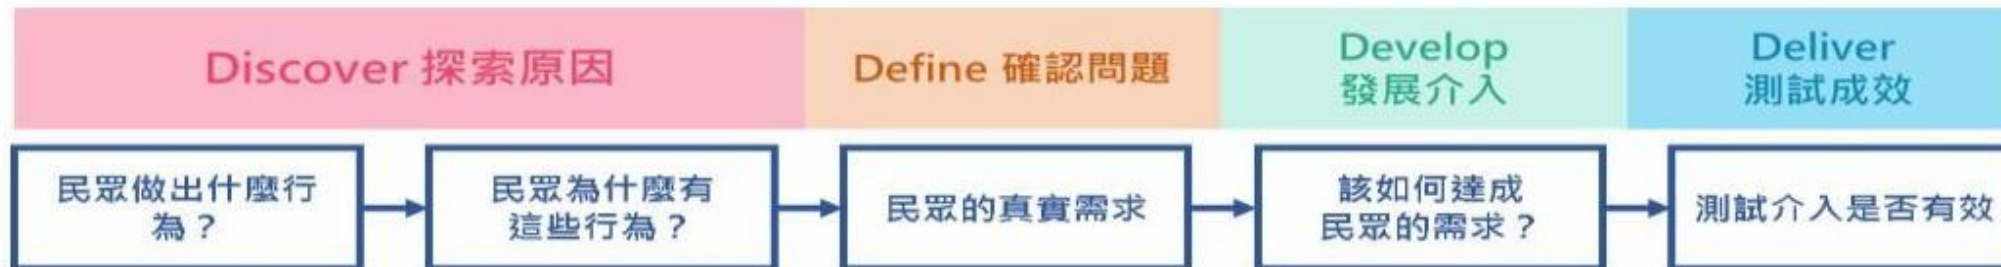 Discover 探索原因
Define 確認問題
Develop
發展介入
Deliver
測試成效
民眾做出什麼行
為？
民眾為什麼有
這些行為？
民眾的真實需求
該如何達成
民眾的需求？
測試介入是否有效